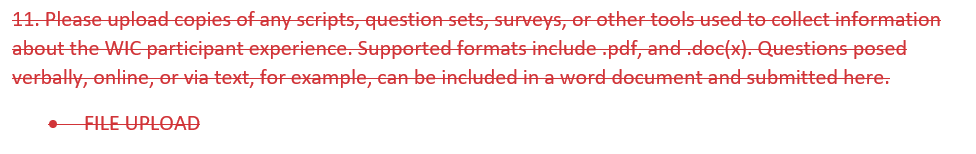 11. Please upload copies of any scripts, question sets, surveys, or other tools used to collect information
about the WIC participant experience. Supported formats include .pdf, and .doc(x). Questions posed
verbally, online, or via text, for example, can be included in a word document and submitted here.
• FILE UPLOAD